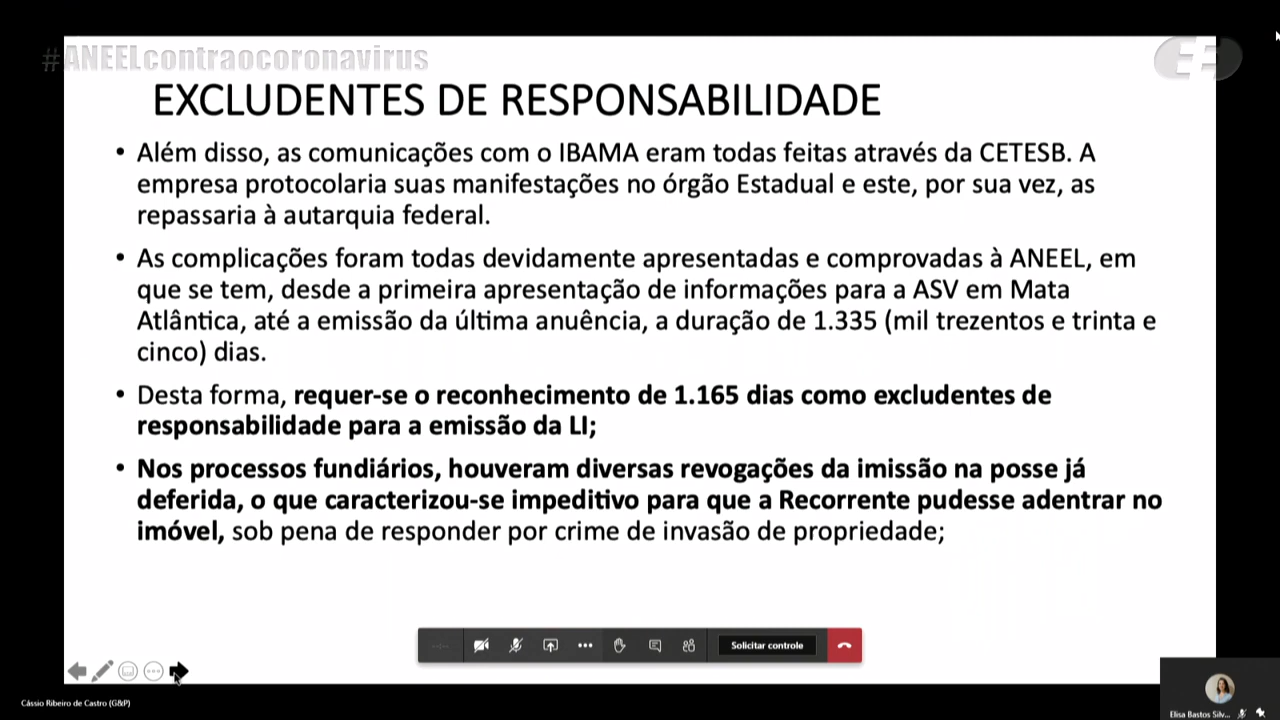 #ANEELcontraocoronavirus
EXCLUDENTES DE RESPONSABILIDADE
• Além disso, as comunicações com o IBAMA eram todas feitas através da CETESB. A
empresa protocolaria suas manifestações no órgão Estadual e este, por sua vez, as
repassaria à autarquia federal.
• As complicações foram todas devidamente apresentadas e comprovadas à ANEEL, em
que se tem, desde a primeira apresentação de informações para a ASV em Mata
Atlântica, até a emissão da última anuência, a duração de 1.335 (mil trezentos e trinta e
cinco) dias.
• Desta forma, requer-se o reconhecimento de 1.165 dias como excludentes de
responsabilidade para a emissão da LI;
• Nos processos fundiários, houveram diversas revogações da imissão na posse já
deferida, o que caracterizou-se impeditivo para que a Recorrente pudesse adentrar no
imóvel, sob pena de responder por crime de invasão de propriedade;
Solicitar controle
Cássio Ribeiro de Castro (G&P)
Elisa Bastos Silv...